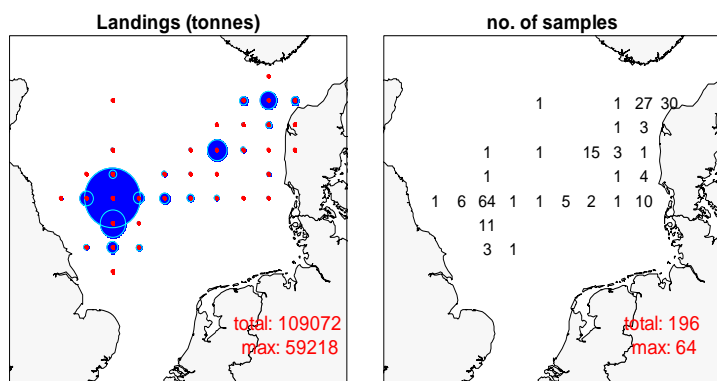 Landings (tonnes)
no. of samples
1 1 27 30
1 3
1 1 15 3 1
1 1 4
1 6 64 1 1 5 2 1 10
11
3 1
total: 109072
max: 59218
total: 196
max: 64